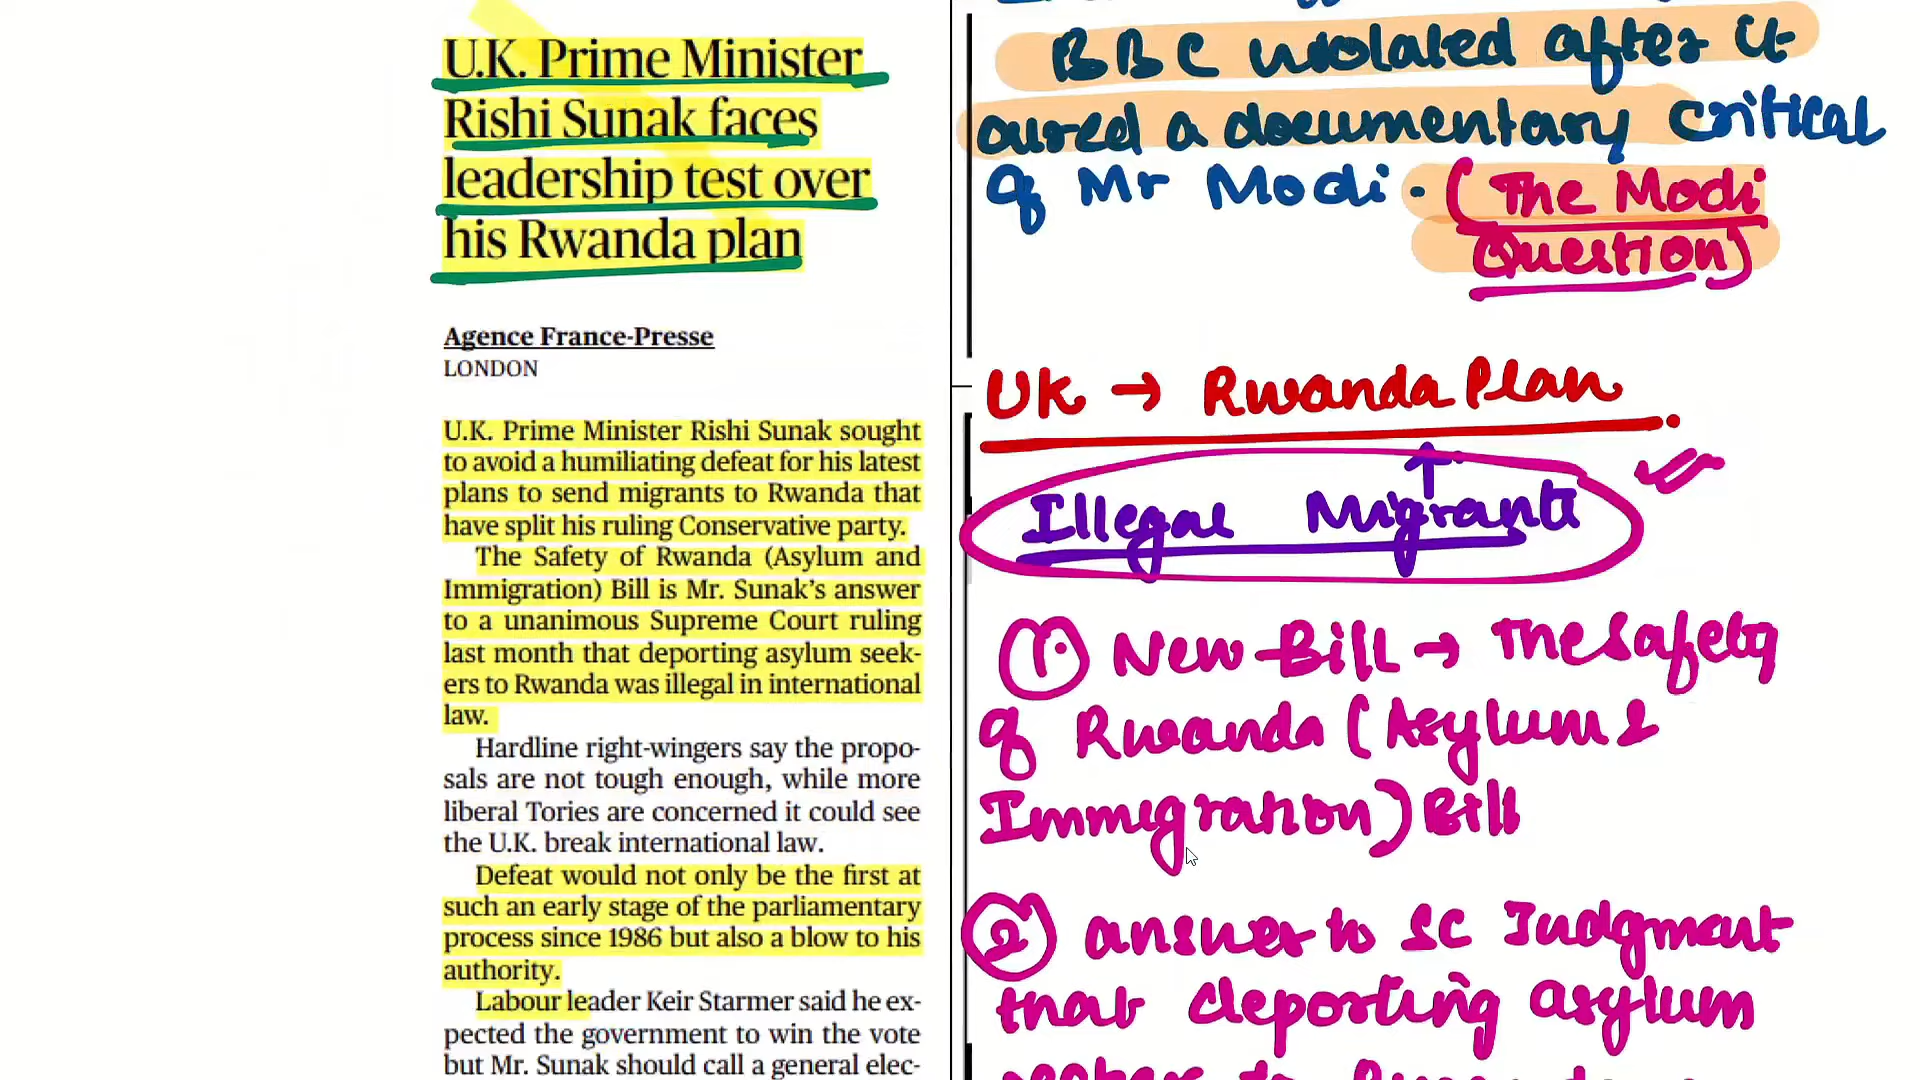 U.K. Prime Minister
Rishi Sunak faces
leadership test over
his Rwanda plan
Agence France-Presse
LONDON
U.K. Prime Minister Rishi Sunak sought
to avoid a humiliating defeat for his latest
plans to send migrants to Rwanda that
have split his ruling Conservative party.
The Safety of Rwanda (Asylum and
Immigration) Bill is Mr. Sunak's answer
to a unanimous Supreme Court ruling
last month that deporting asylum seek-
ers to Rwanda was illegal in international
law.
Hardline right-wingers say the propo-
sals are not tough enough, while more
liberal Tories are concerned it could see
the U.K. break international law.
Defeat would not only be the first at
such an early stage of the parliamentary
process since 1986 but also a blow to his
authority.
Labour leader Keir Starmer said he ex-
pected the government to win the vote
but Mr. Sunak should call a general elec-
BBC violated after it
aired a documentary critical
of Mr Modi. (The Modi
Question)
UK → Rwanda Plan.
Illegal Migrants
1. New Bill → The Safety
of Rwanda (Asylum &
Immigration) Bill
2 answer to SC Judgment
that deporting asylum